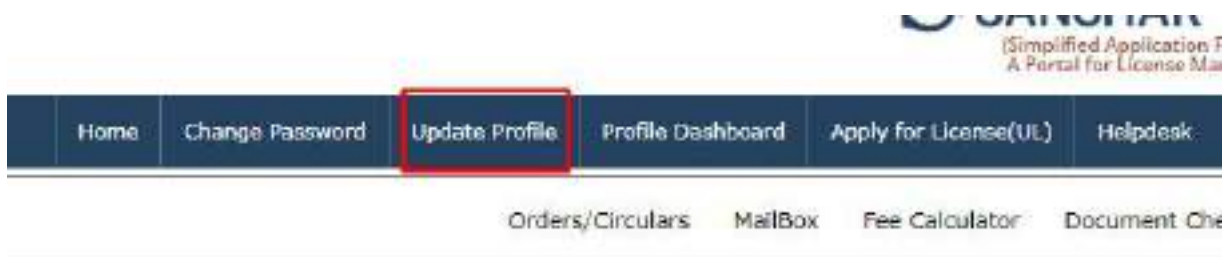 (Simplified Application
A Portal for License
Home Change Password Update Profile Profile Dashboard Apply for License(UL) Helpdesk
Orders/Circulars MailBox Fee Calculator Document